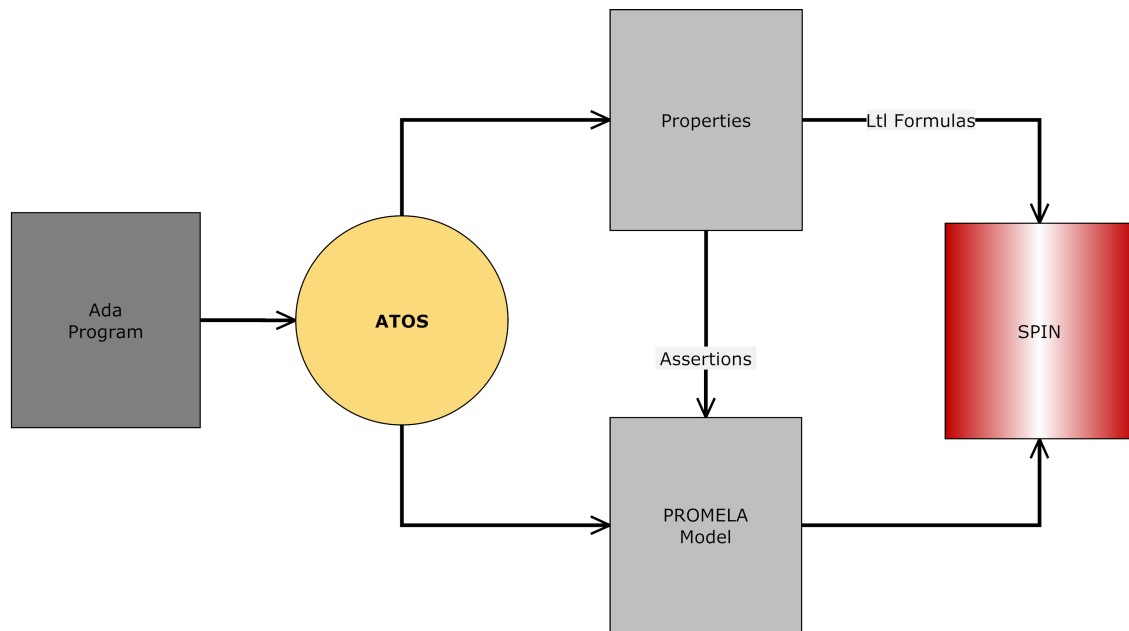 Properties
Ltl Formulas
Ada
Program
ATOS
SPIN
Assertions
PROMELA
Model